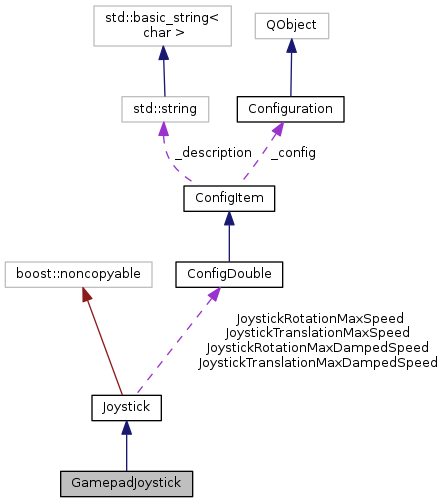 std::basic_string<
char >
QObject
std::string
Configuration
_description
_config
ConfigItem
boost::noncopyable
ConfigDouble
JoystickRotationMaxSpeed
JoystickTranslationMaxSpeed
JoystickRotationMaxDampedSpeed
JoystickTranslationMaxDampedSpeed
Joystick
GamepadJoystick